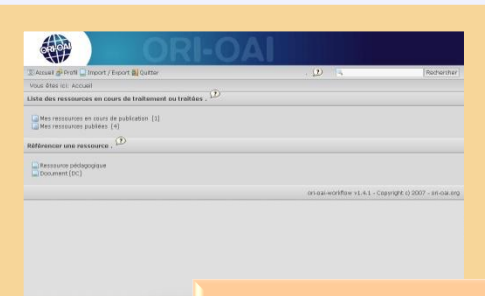 ORI-OAI
ORI-OAI
Accueil Profil Import / Export Quitter . (?) Rechercher
Vous êtes ici: Accueil
Liste des ressources en cours de traitement ou traitées . (?)
Mes ressources en cours de publication [1]
Mes ressources publiées [4]
Référencer une ressource . (?)
Ressource pédagogique
Document [DC]
ori-oai-workflow v1.4.1 - Copyright (c) 2007 - ori-oai.org